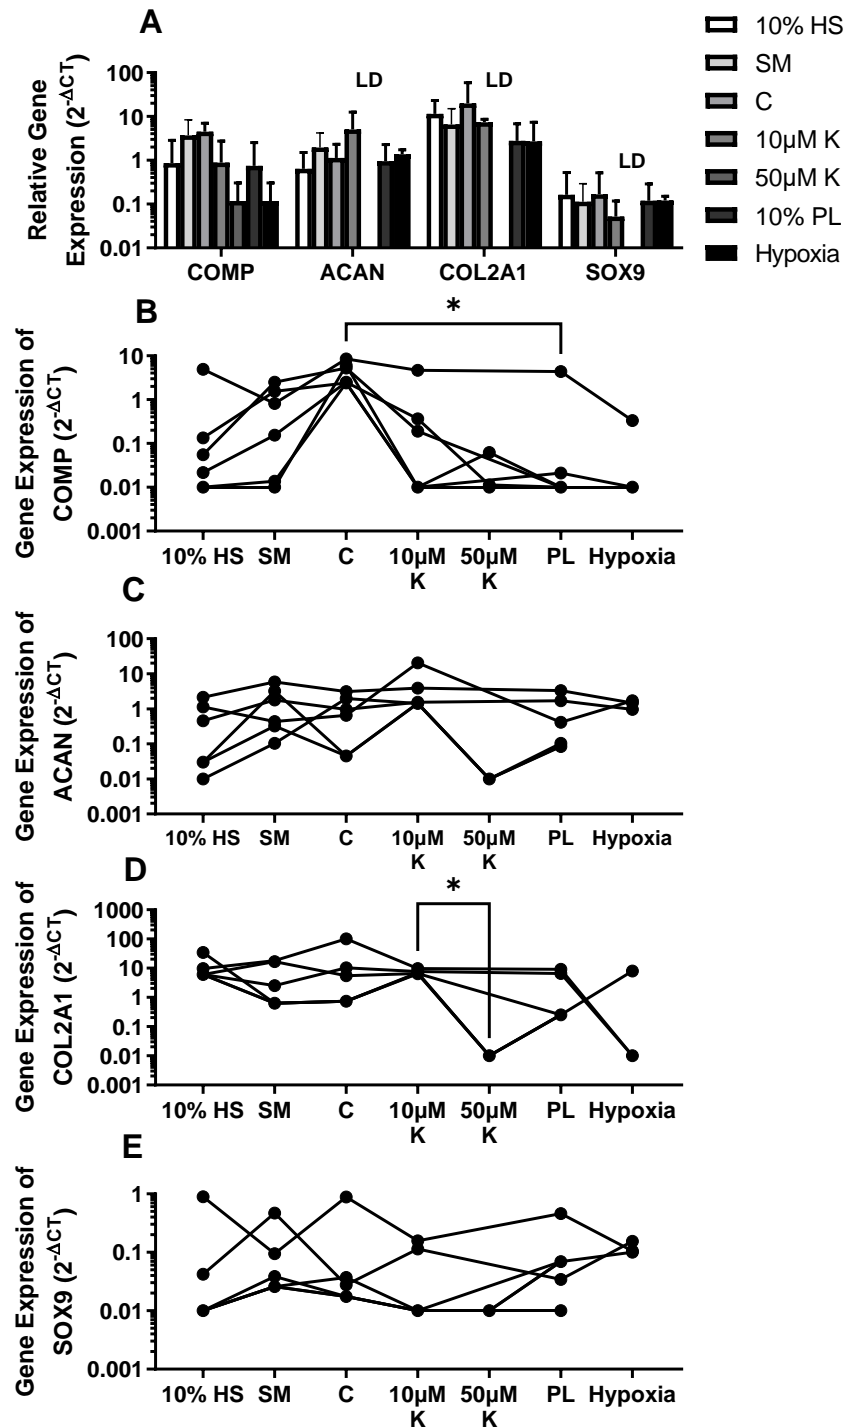 A
Relative Gene
Expression (2-ΔCT)
100
10
1
0.1
0.01
LD
LD
LD
COMP ACAN COL2A1 SOX9
10% HS
SM
C
10µM K
50µM K
10% PL
Hypoxia
B
*
Gene Expression of
COMP (2-ΔCT)
10
1
0.1
0.01
0.001
10% HS SM C 10µM K 50µM K PL Hypoxia
C
Gene Expression of
ACAN (2-ΔCT)
100
10
1
0.1
0.01
0.001
10% HS SM C 10µM K 50µM K PL Hypoxia
D
*
Gene Expression of
COL2A1 (2-ΔCT)
1000
100
10
1
0.1
0.01
0.001
10% HS SM C 10µM K 50µM K PL Hypoxia
E
Gene Expression of
SOX9 (2-ΔCT)
1
0.1
0.01
0.001
10% HS SM C 10µM K 50µM K PL Hypoxia